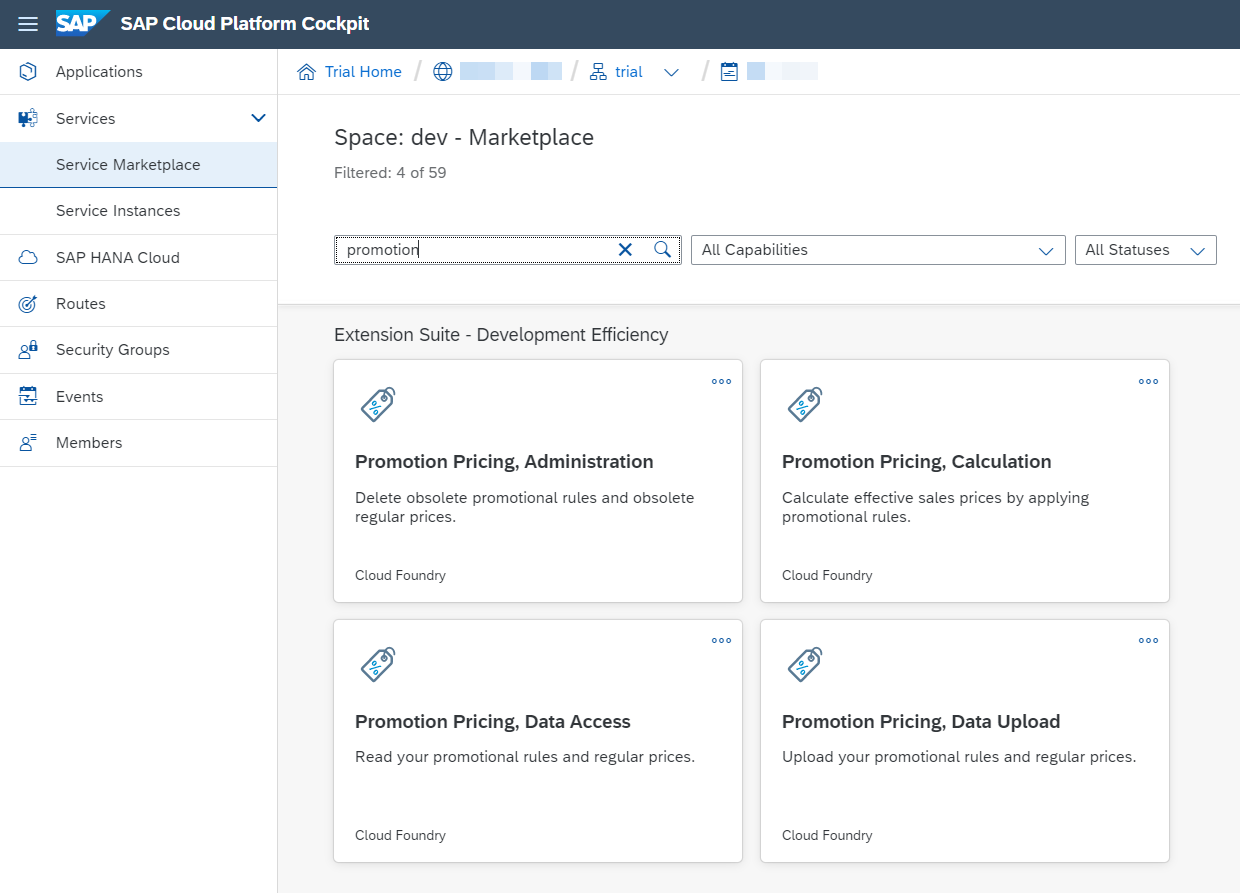 SAP SAP Cloud Platform Cockpit
Applications
Services
Service Marketplace
Service Instances
SAP HANA Cloud
Routes
Security Groups
Events
Members
Trial Home / / trial /
Space: dev - Marketplace
Filtered: 4 of 59
promotion
All Capabilities
All Statuses
Extension Suite - Development Efficiency
Promotion Pricing, Administration
Delete obsolete promotional rules and obsolete
regular prices.
Cloud Foundry
Promotion Pricing, Calculation
Calculate effective sales prices by applying
promotional rules.
Cloud Foundry
Promotion Pricing, Data Access
Read your promotional rules and regular prices.
Cloud Foundry
Promotion Pricing, Data Upload
Upload your promotional rules and regular prices.
Cloud Foundry